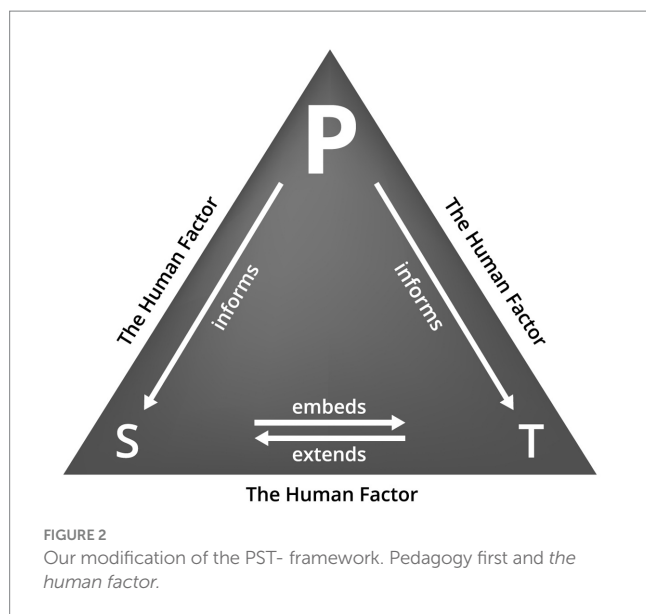 P
The Human Factor
The Human Factor
informs
informs
embeds
S
T
extends
The Human Factor
FIGURE 2
Our modification of the PST- framework. Pedagogy first and the
human factor.